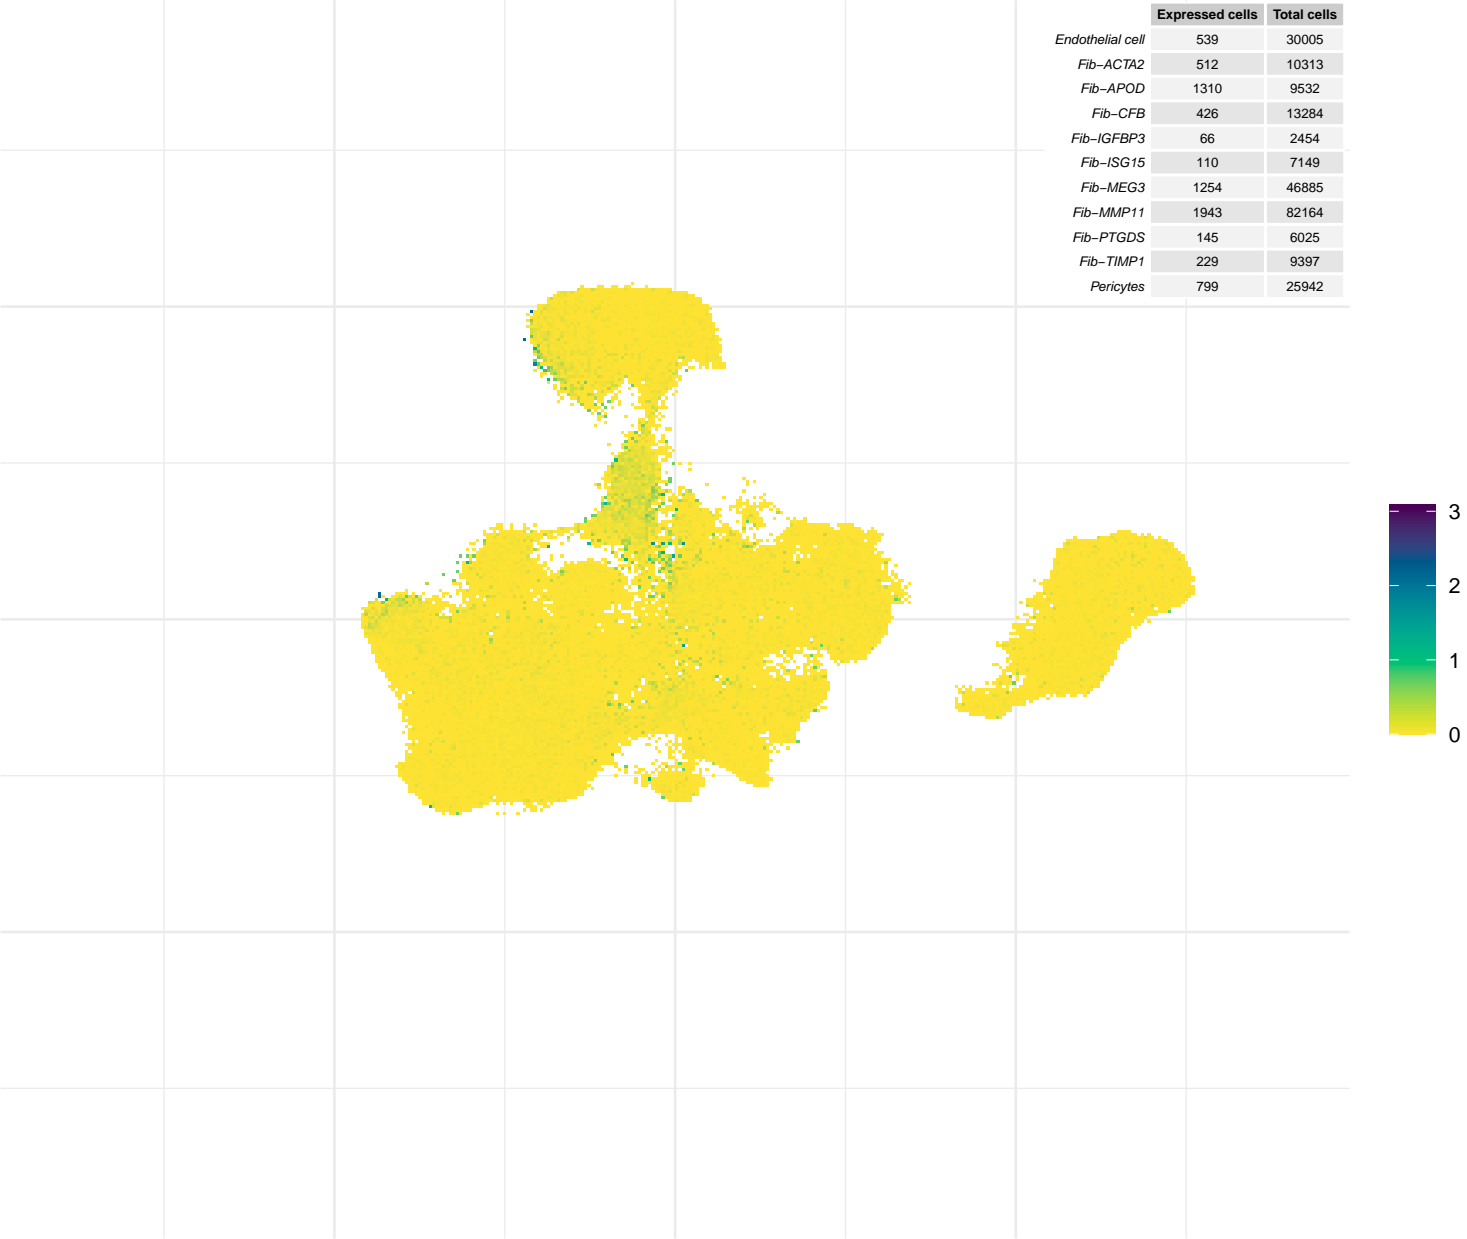 Expressed cells Total cells
Endothelial cell 539 30005
Fib−ACTA2 512 10313
Fib−APOD 1310 9532
Fib−CFB 426 13284
Fib−IGFBP3 66 2454
Fib−ISG15 110 7149
Fib−MEG3 1254 46885
Fib−MMP11 1943 82164
Fib−PTGDS 145 6025
Fib−TIMP1 229 9397
Pericytes 799 25942
3
2
1
0